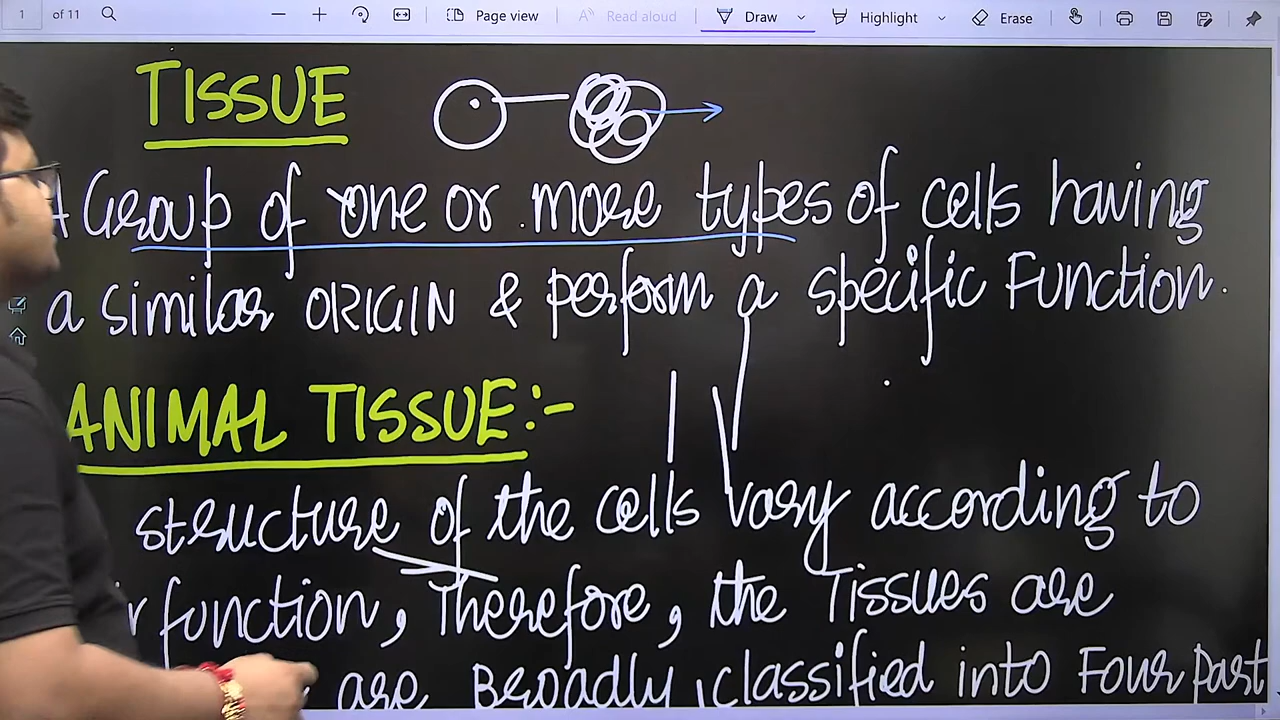 1 of 11 Page view Read aloud Draw Highlight Erase
TISSUE
A Group of one or more types of cells having
a similar ORIGIN & perform a specific Function.
ANIMAL TISSUE:-
structure of the cells vary according to
r function, Therefore, the Tissues are
are Broadly classified into Four Part